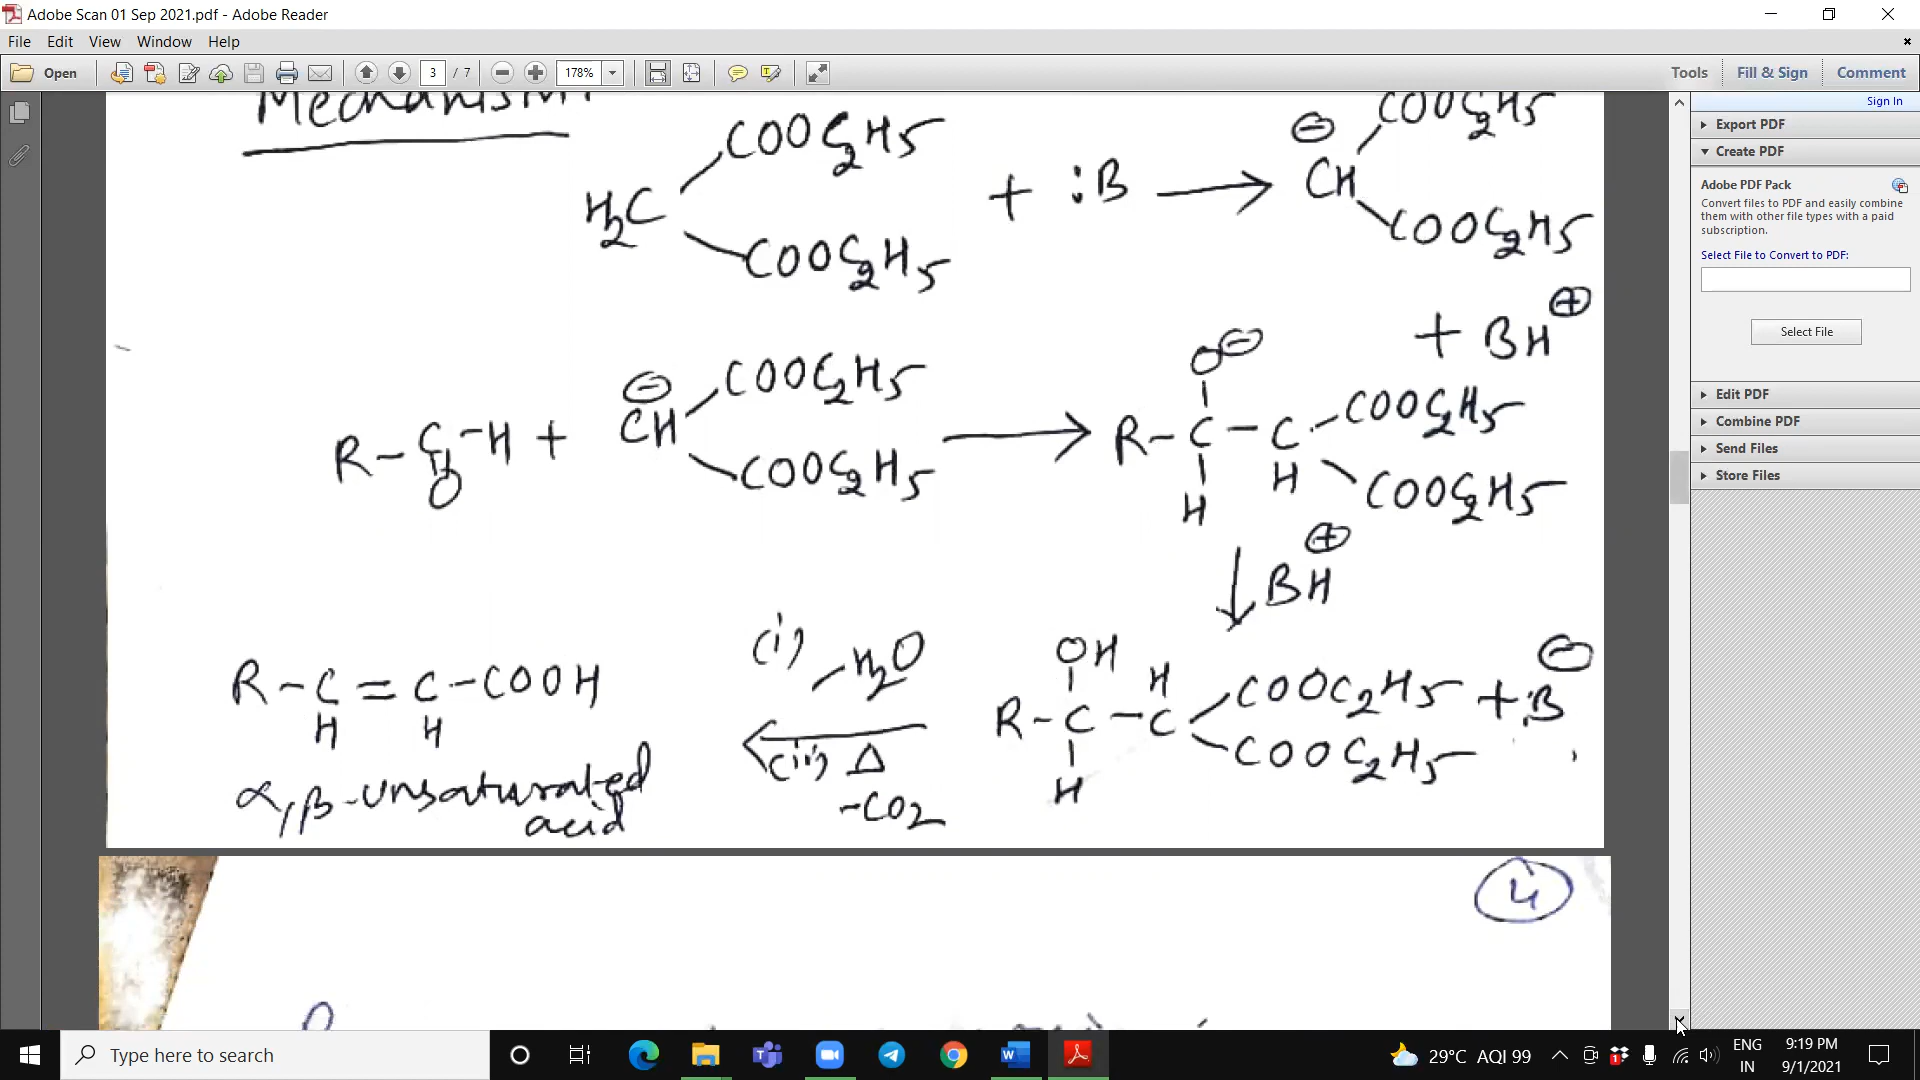 Adobe Scan 01 Sep 2021.pdf - Adobe Reader
File Edit View Window Help
Open 3 / 7 178% Tools Fill & Sign Comment
Sign In
Export PDF
Create PDF
Adobe PDF Pack
Convert files to PDF and easily combine
them with other file types with a paid
subscription.
Select File to Convert to PDF:
Select File
Edit PDF
Combine PDF
Send Files
Store Files
Mechanism:
COOC2H5 COOC2H5
H2C + :B → ⊖CH
COOC2H5 COOC2H5
+ BH⊕
R-C-H + ⊖CH → R-C-C
O COOC2H5 O⊖ COOC2H5
COOC2H5 H H COOC2H5
↓ BH⊕
(i) -H2O
OH H COOC2H5 + :B⊖
R-C=C-COOH R-C-C
H H H COOC2H5
(ii) Δ
-CO2
α,β-unsaturated
acid
4
Type here to search
29°C AQI 99 ENG 9:19 PM
IN 9/1/2021